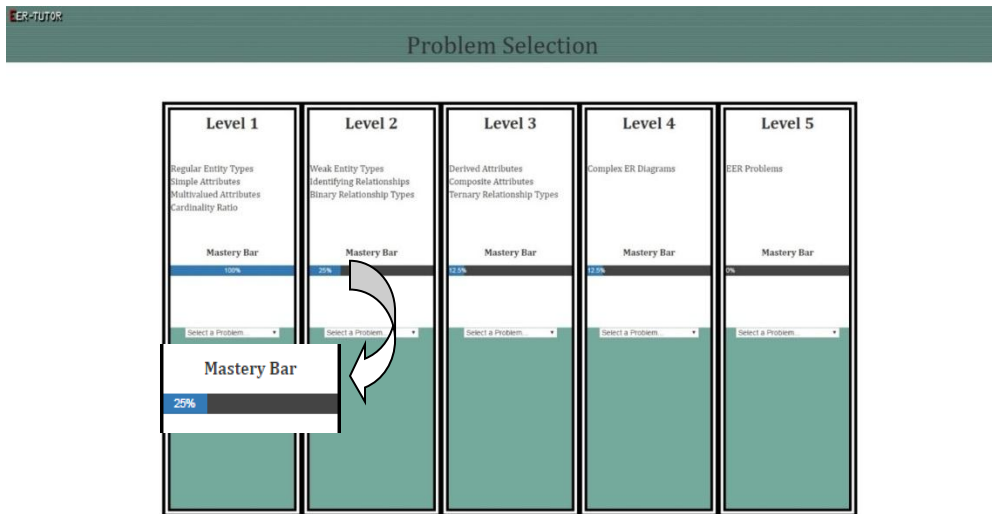 EER-TUTOR
Problem Selection
Level 1
Regular Entity Types
Simple Attributes
Multivalued Attributes
Cardinality Ratio
Mastery Bar
100%
Select a Problem...
Level 2
Weak Entity Types
Identifying Relationships
Binary Relationship Types
Mastery Bar
25%
Select a Problem...
Level 3
Derived Attributes
Composite Attributes
Ternary Relationship Types
Mastery Bar
12.5%
Select a Problem...
Level 4
Complex ER Diagrams
Mastery Bar
12.5%
Select a Problem...
Level 5
EER Problems
Mastery Bar
0%
Select a Problem...
Mastery Bar
25%